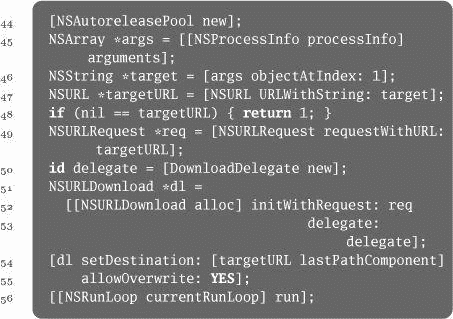 44 [NSAutoreleasePool new];
45 NSArray *args = [[NSProcessInfo processInfo]
arguments];
46 NSString *target = [args objectAtIndex: 1];
47 NSURL *targetURL = [NSURL URLWithString: target];
48 if (nil == targetURL) { return 1; }
49 NSURLRequest *req = [NSURLRequest requestWithURL:
targetURL];
50 id delegate = [DownloadDelegate new];
51 NSURLDownload *dl =
52 [[NSURLDownload alloc] initWithRequest: req
53 delegate:
delegate];
54 [dl setDestination: [targetURL lastPathComponent]
55 allowOverwrite: YES];
56 [[NSRunLoop currentRunLoop] run];